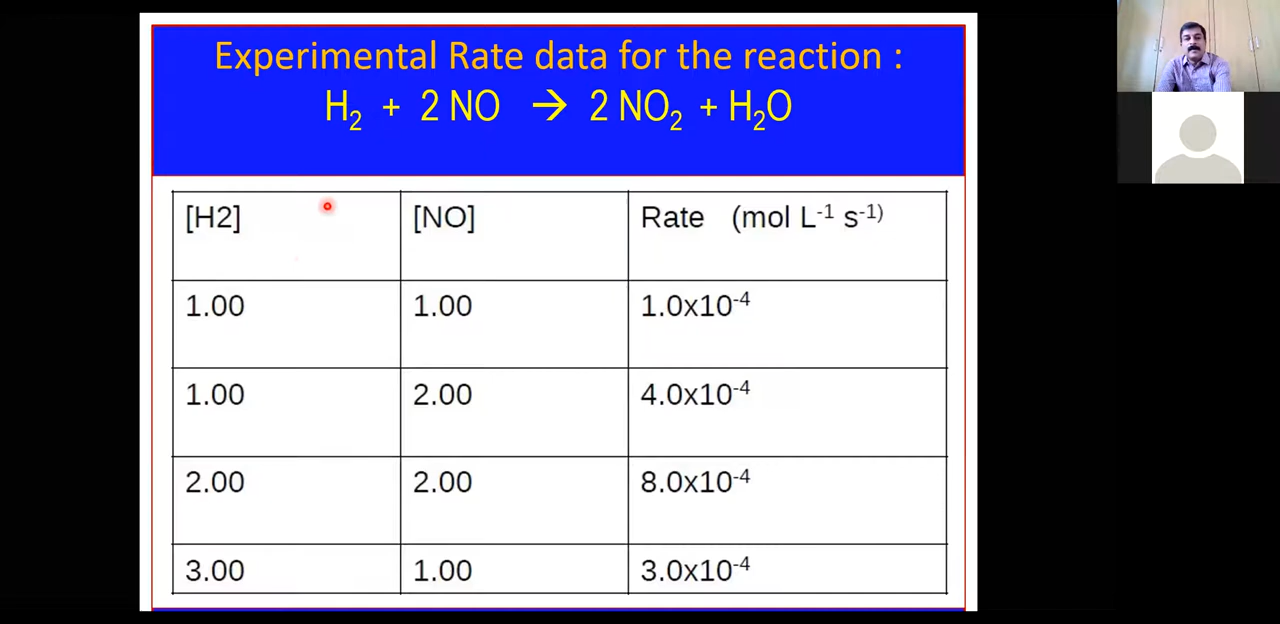 Experimental Rate data for the reaction :
H₂ + 2 NO → 2 NO₂ + H₂O
[H2] [NO] Rate (mol L⁻¹ s⁻¹⁾
1.00 1.00 1.0x10⁻⁴
1.00 2.00 4.0x10⁻⁴
2.00 2.00 8.0x10⁻⁴
3.00 1.00 3.0x10⁻⁴